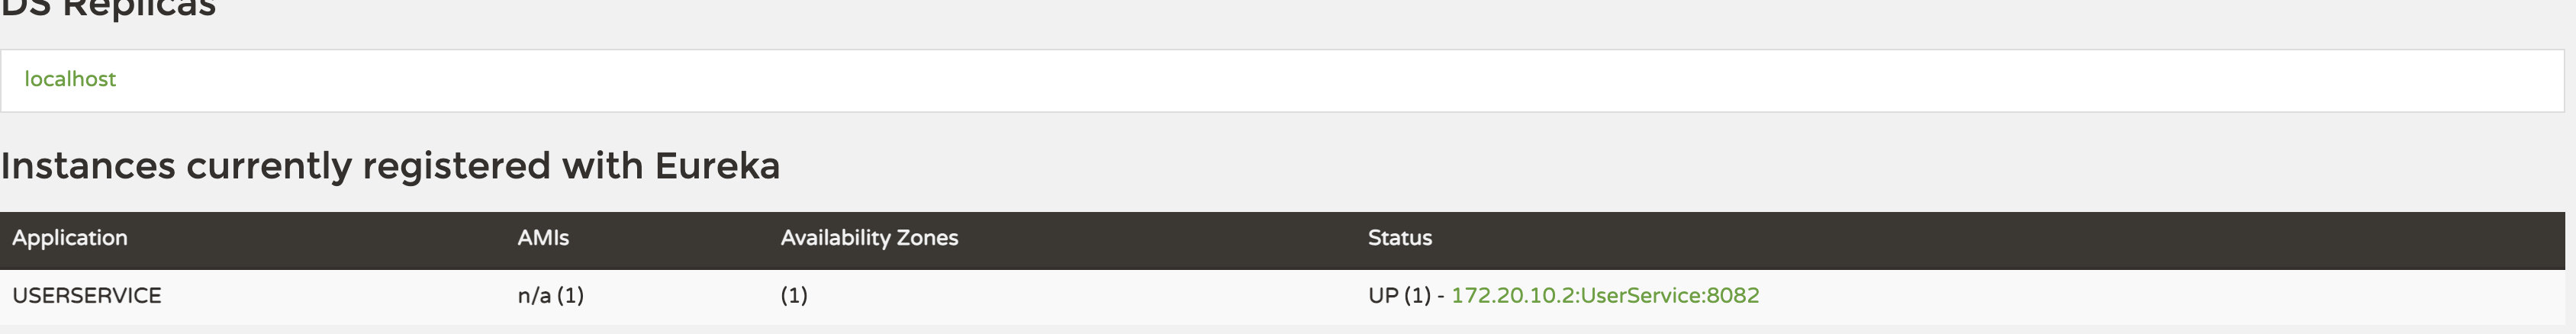 DS Replicas
localhost
Instances currently registered with Eureka
Application AMIs Availability Zones Status
USERSERVICE n/a (1) (1) UP (1) - 172.20.10.2:UserService:8082